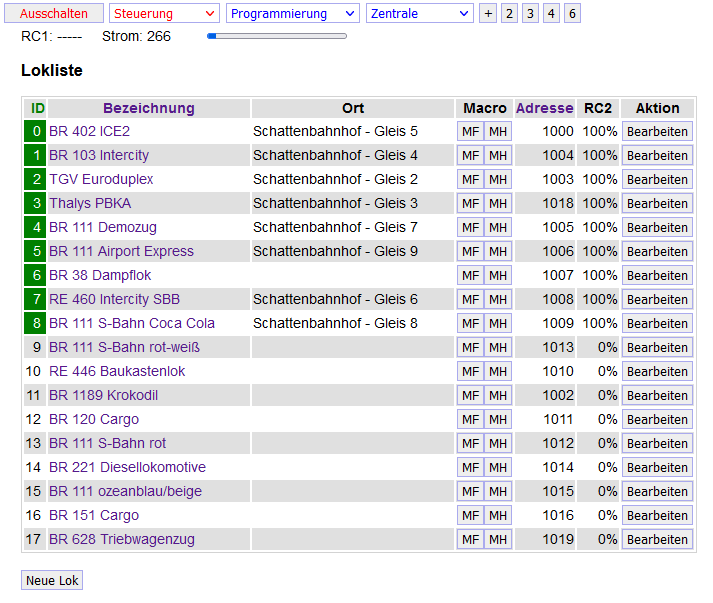 Ausschalten Steuerung Programmierung Zentrale + 2 3 4 6
RC1: ----- Strom: 266
Lokliste
ID Bezeichnung Ort Macro Adresse RC2 Aktion
0 BR 402 ICE2 Schattenbahnhof - Gleis 5 MF MH 1000 100% Bearbeiten
1 BR 103 Intercity Schattenbahnhof - Gleis 4 MF MH 1004 100% Bearbeiten
2 TGV Euroduplex Schattenbahnhof - Gleis 2 MF MH 1003 100% Bearbeiten
3 Thalys PBKA Schattenbahnhof - Gleis 3 MF MH 1018 100% Bearbeiten
4 BR 111 Demozug Schattenbahnhof - Gleis 7 MF MH 1005 100% Bearbeiten
5 BR 111 Airport Express Schattenbahnhof - Gleis 9 MF MH 1006 100% Bearbeiten
6 BR 38 Dampflok MF MH 1007 100% Bearbeiten
7 RE 460 Intercity SBB Schattenbahnhof - Gleis 6 MF MH 1008 100% Bearbeiten
8 BR 111 S-Bahn Coca Cola Schattenbahnhof - Gleis 8 MF MH 1009 100% Bearbeiten
9 BR 111 S-Bahn rot-weiß MF MH 1013 0% Bearbeiten
10 RE 446 Baukastenlok MF MH 1010 0% Bearbeiten
11 BR 1189 Krokodil MF MH 1002 0% Bearbeiten
12 BR 120 Cargo MF MH 1011 0% Bearbeiten
13 BR 111 S-Bahn rot MF MH 1012 0% Bearbeiten
14 BR 221 Diesellokomotive MF MH 1014 0% Bearbeiten
15 BR 111 ozeanblau/beige MF MH 1015 0% Bearbeiten
16 BR 151 Cargo MF MH 1016 0% Bearbeiten
17 BR 628 Triebwagenzug MF MH 1019 0% Bearbeiten
Neue Lok